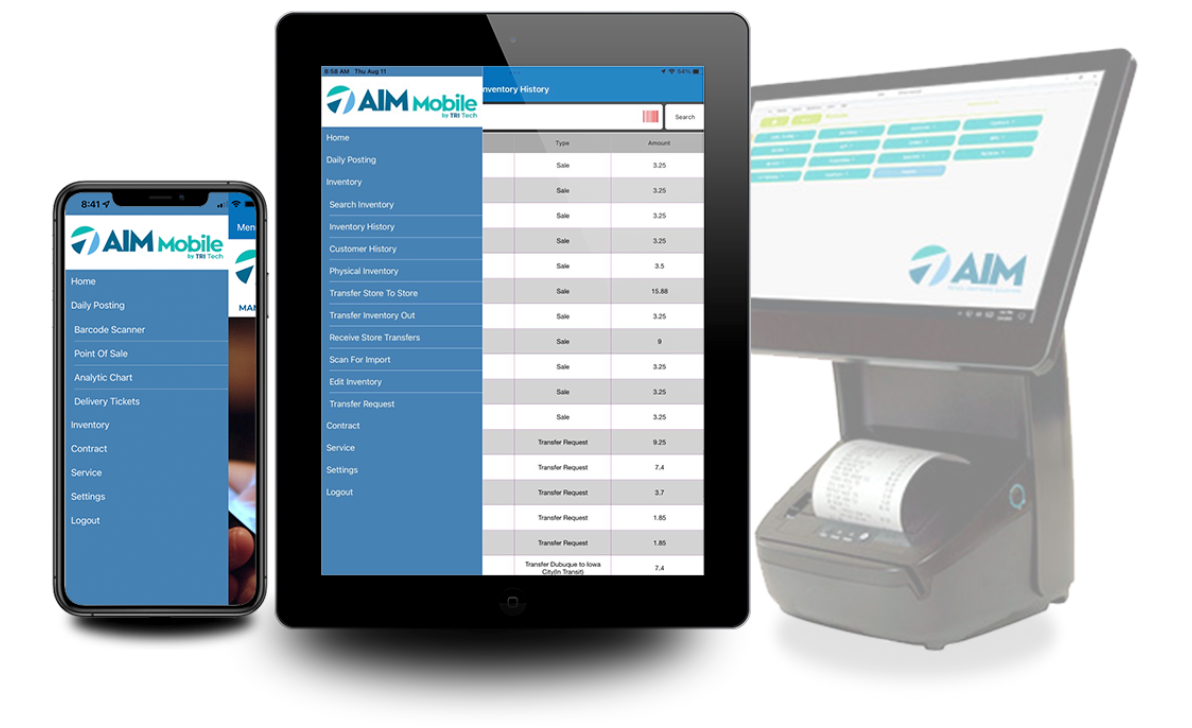 8:41
AIM Mobile
by TRI Tech
Home
Daily Posting
Barcode Scanner
Point Of Sale
Analytic Chart
Delivery Tickets
Inventory
Contract
Service
Settings
Logout
Men
MAI
8:58 AM Thu Aug 11
54%
AIM Mobile
by TRI Tech
Home
Daily Posting
Inventory
Search Inventory
Inventory History
Customer History
Physical Inventory
Transfer Store To Store
Transfer Inventory Out
Receive Store Transfers
Scan For Import
Edit Inventory
Transfer Request
Contract
Service
Settings
Logout
nventory History
Search
Type Amount
Sale 3.25
Sale 3.25
Sale 3.25
Sale 3.25
Sale 3.5
Sale 15.88
Sale 3.25
Sale 9
Sale 3.25
Sale 3.25
Sale 3.25
Transfer Request 9.25
Transfer Request 7.4
Transfer Request 3.7
Transfer Request 1.85
Transfer Request 1.85
Transfer Dubuque to Iowa
City(In Transit) 7.4
AIM